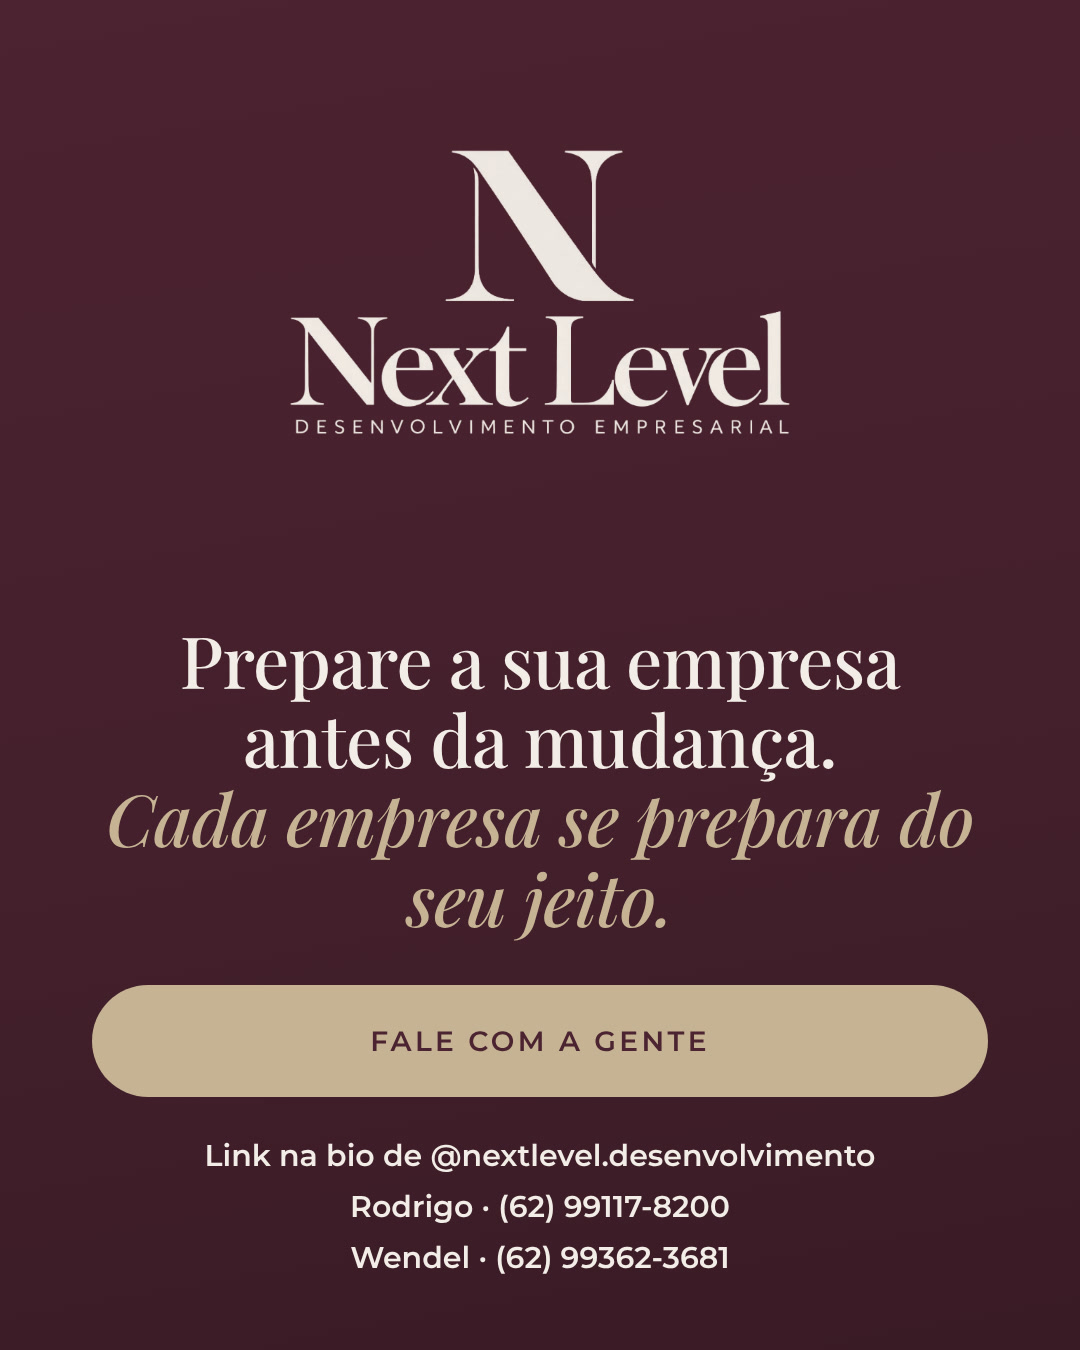 N
Next Level
DESENVOLVIMENTO EMPRESARIAL
Prepare a sua empresa
antes da mudança.
Cada empresa se prepara do
seu jeito.
FALE COM A GENTE
Link na bio de @nextlevel.desenvolvimento
Rodrigo · (62) 99117-8200
Wendel · (62) 99362-3681